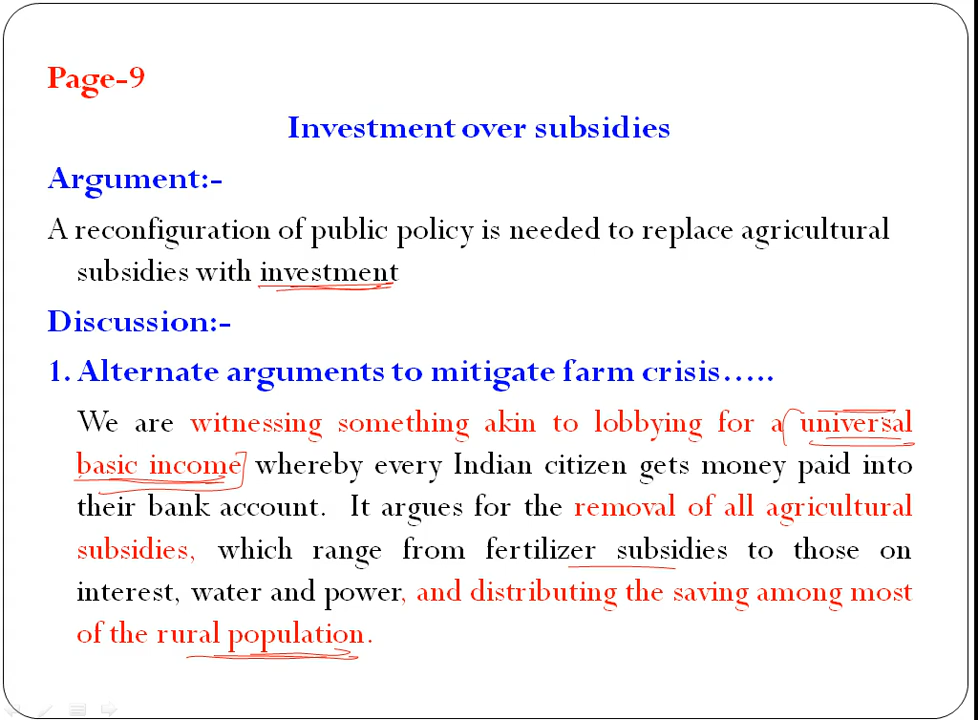 Page-9
Investment over subsidies
Argument:-
A reconfiguration of public policy is needed to replace agricultural
subsidies with investment
Discussion:-
1. Alternate arguments to mitigate farm crisis…..
We are witnessing something akin to lobbying for a universal
basic income whereby every Indian citizen gets money paid into
their bank account. It argues for the removal of all agricultural
subsidies, which range from fertilizer subsidies to those on
interest, water and power, and distributing the saving among most
of the rural population.